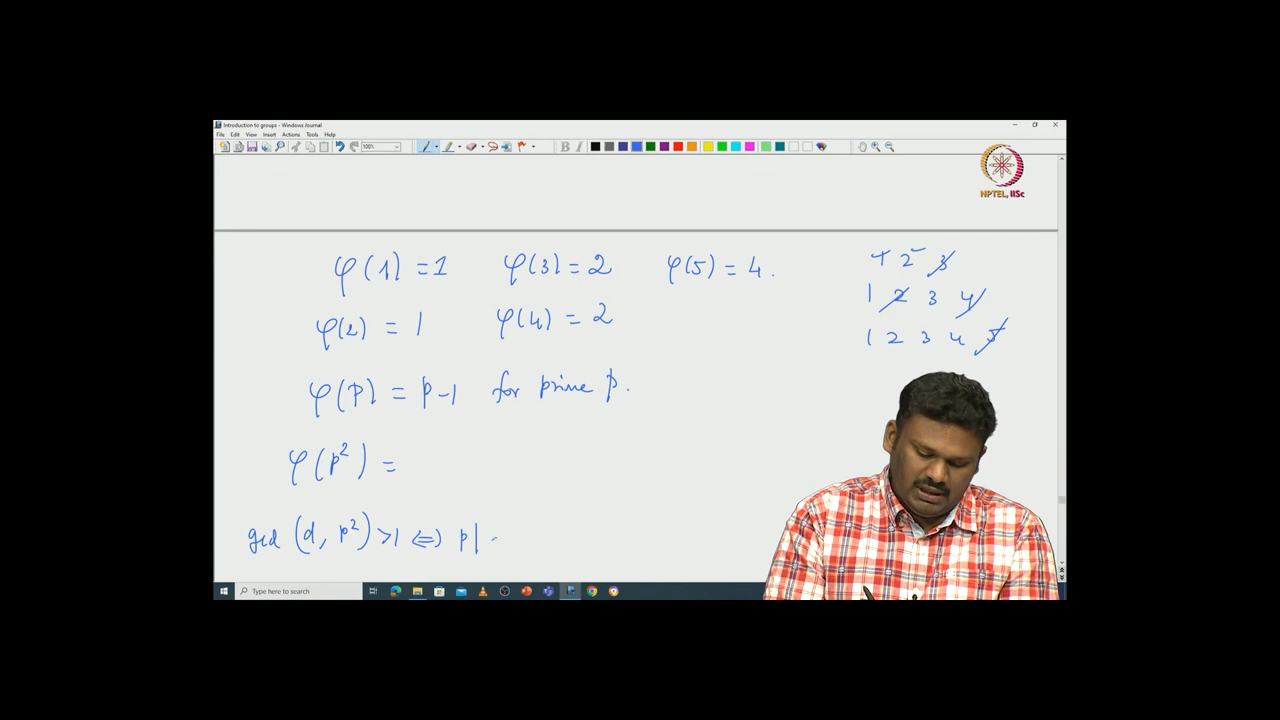 Introduction to groups - Windows Journal
File Edit View Insert Actions Tools Help
100%
B I
NPTEL, IISc
φ(1) = 1 φ(3) = 2 φ(5) = 4.
φ(2) = 1 φ(4) = 2
φ(p) = p-1 for prime p.
φ(p²) =
gcd (d, p²) >1 ⇔ p|
1 2 3
1 2 3 4
1 2 3 4 5
Type here to search